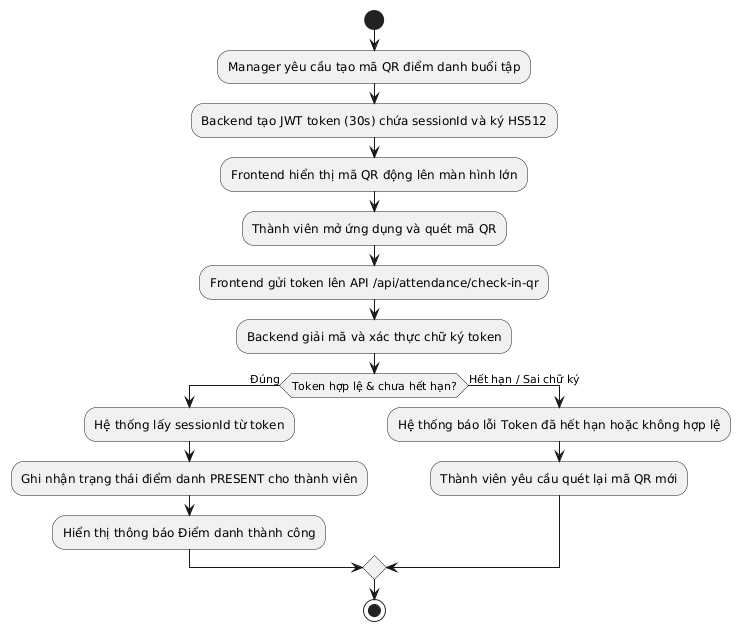 Manager yêu cầu tạo mã QR điểm danh buổi tập
Backend tạo JWT token (30s) chứa sessionId và ký HS512
Frontend hiển thị mã QR động lên màn hình lớn
Thành viên mở ứng dụng và quét mã QR
Frontend gửi token lên API /api/attendance/check-in-qr
Backend giải mã và xác thực chữ ký token
Token hợp lệ & chưa hết hạn?
Đúng
Hệ thống lấy sessionId từ token
Ghi nhận trạng thái điểm danh PRESENT cho thành viên
Hiển thị thông báo Điểm danh thành công
Hết hạn / Sai chữ ký
Hệ thống báo lỗi Token đã hết hạn hoặc không hợp lệ
Thành viên yêu cầu quét lại mã QR mới